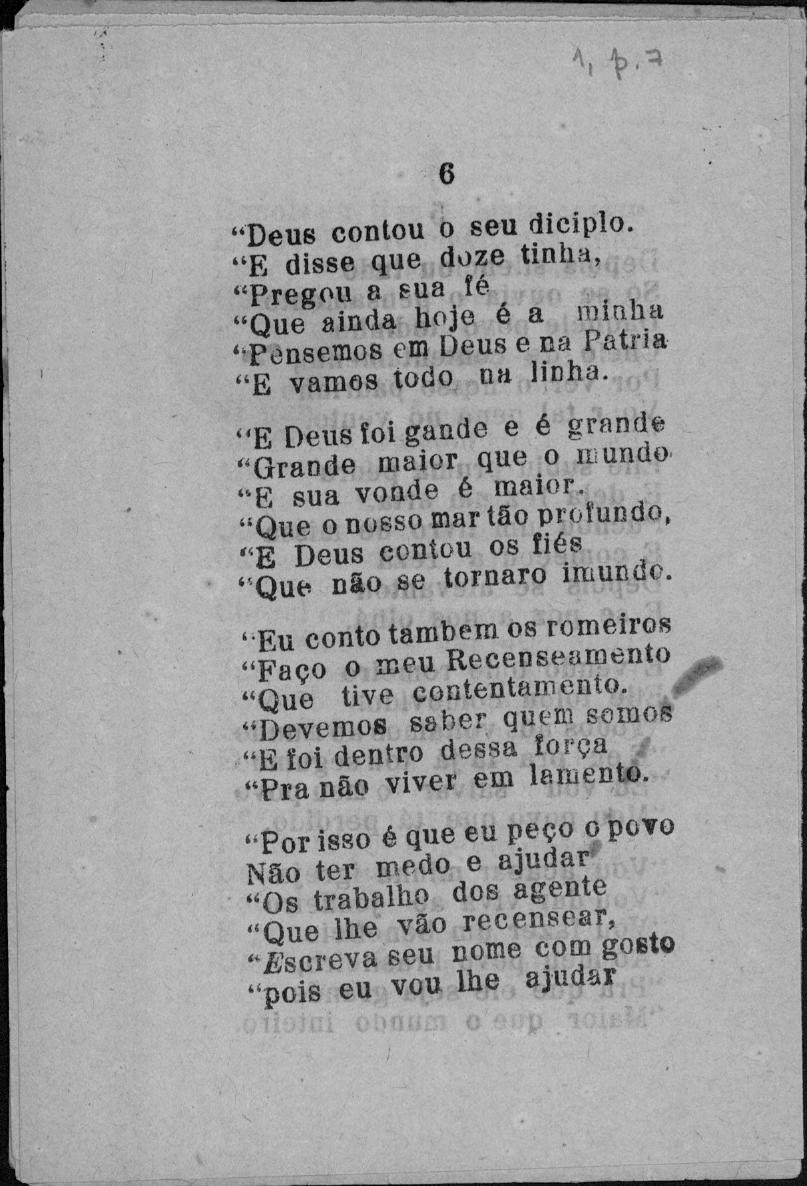 1, p.7
6
“Deus contou o seu diciplo.
“E disse que doze tinha,
“Pregou a sua fé
“Que ainda hoje é a minha
“Pensemos em Deus e na Patria
“E vamos todo na linha.
“E Deus foi gande e é grande
“Grande maior que o mundo
“E sua vonde é maior.
“Que o nosso mar tão profundo,
“E Deus contou os fiés
“Que não se tornaro imundo.
“Eu conto tambem os romeiros
“Faço o meu Recenseamento
“Que tive contentamento.
“Devemos saber quem somos
“E foi dentro dessa força
“Pra não viver em lamento.
“Por isso é que eu peço o povo
Não ter medo e ajudar
“Os trabalho dos agente
“Que lhe vão recensear,
“Escreva seu nome com gosto
“pois eu vou lhe ajudar